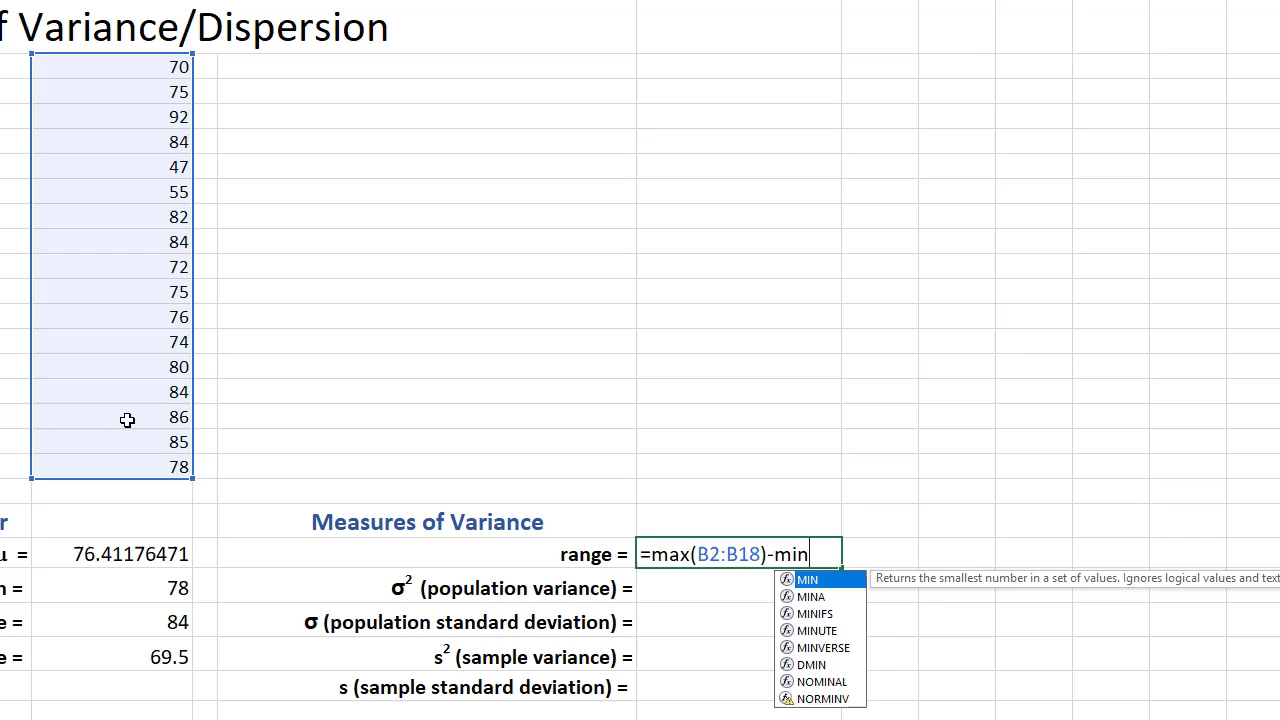 f Variance/Dispersion
70
75
92
84
47
55
82
84
72
75
76
74
80
84
86
85
78
r
Measures of Variance
μ = 76.41176471
range = =max(B2:B18)-min
n = 78
σ² (population variance) =
e = 84
σ (population standard deviation) =
e = 69.5
s² (sample variance) =
s (sample standard deviation) =
MIN
Returns the smallest number in a set of values. Ignores logical values and text
MINA
MINIFS
MINUTE
MINVERSE
DMIN
NOMINAL
NORMINV